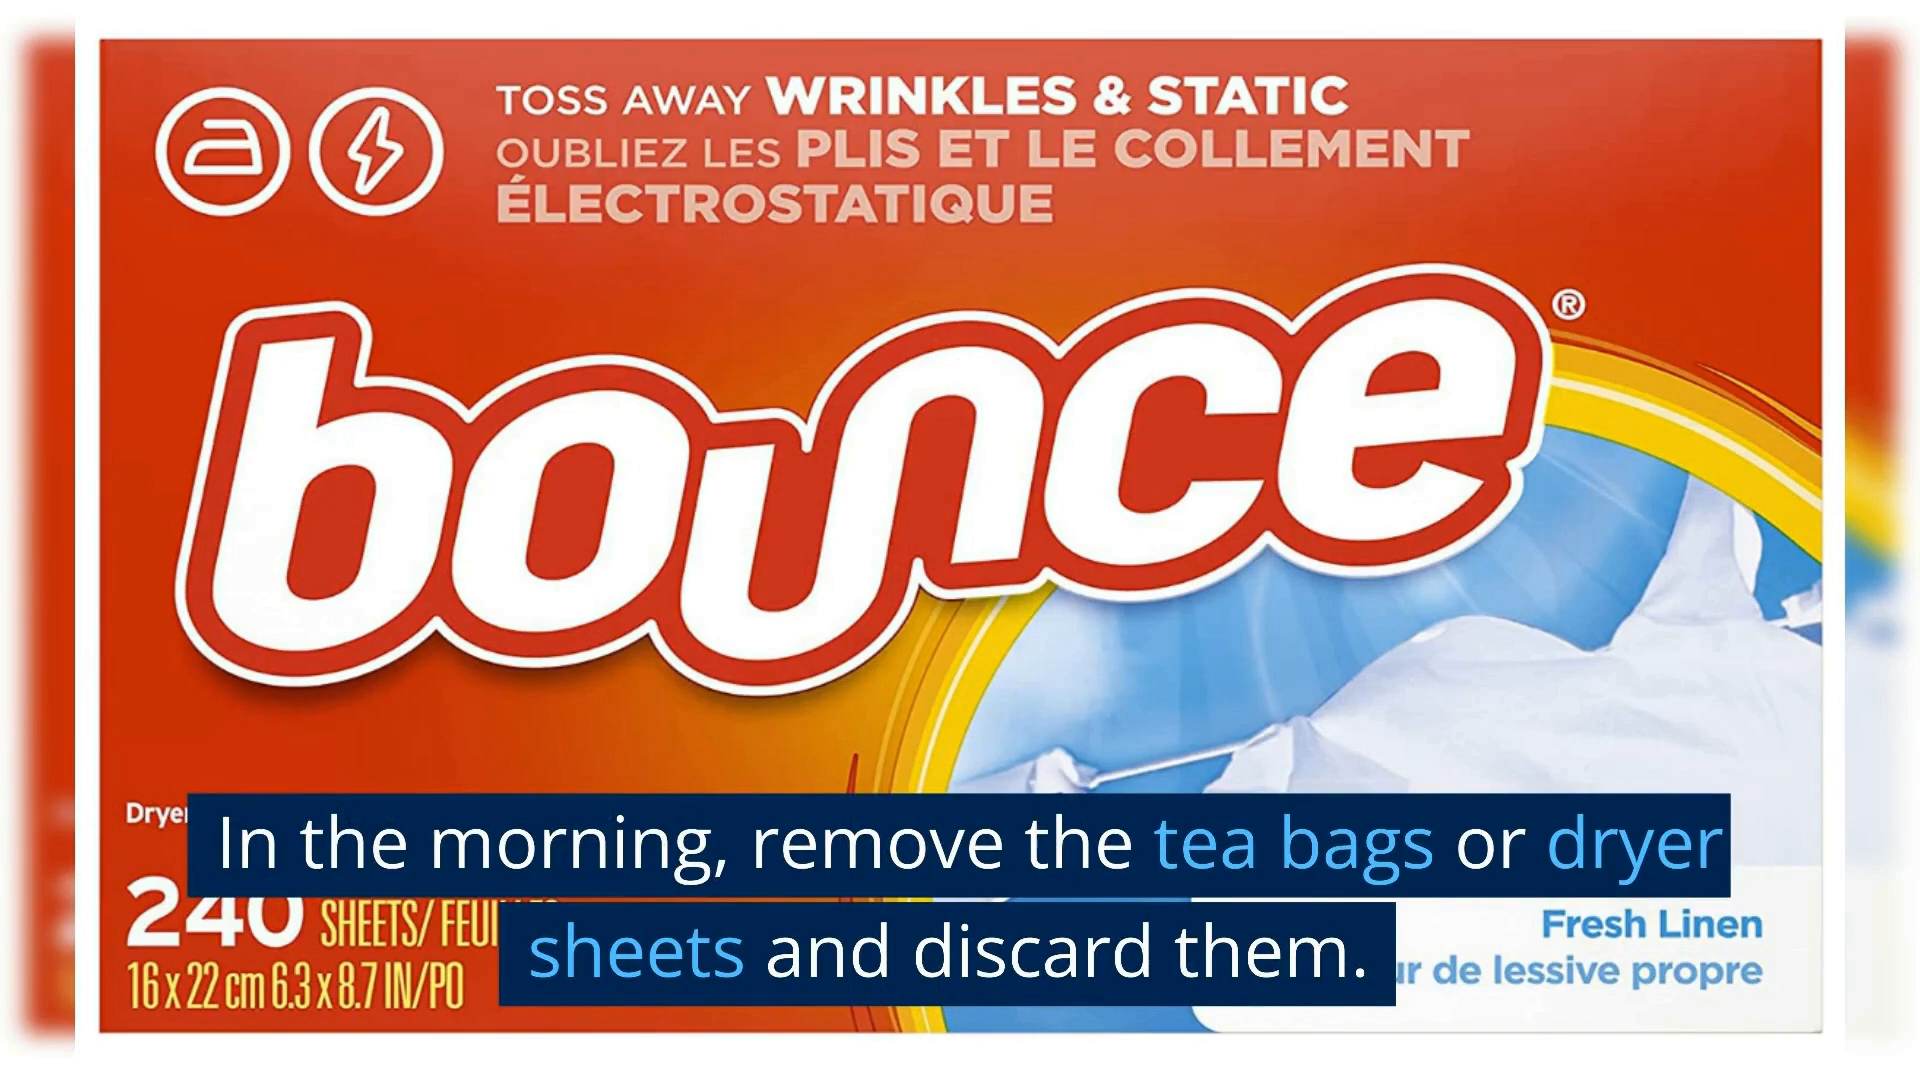 TOSS AWAY WRINKLES & STATIC
OUBLIEZ LES PLIS ET LE COLLEMENT
ÉLECTROSTATIQUE
bounce®
In the morning, remove the tea bags or dryer
sheets and discard them.
240 SHEETS/
16 x 22 cm 6.3 x 8.7 IN/PO
Fresh Linen
de lessive propre